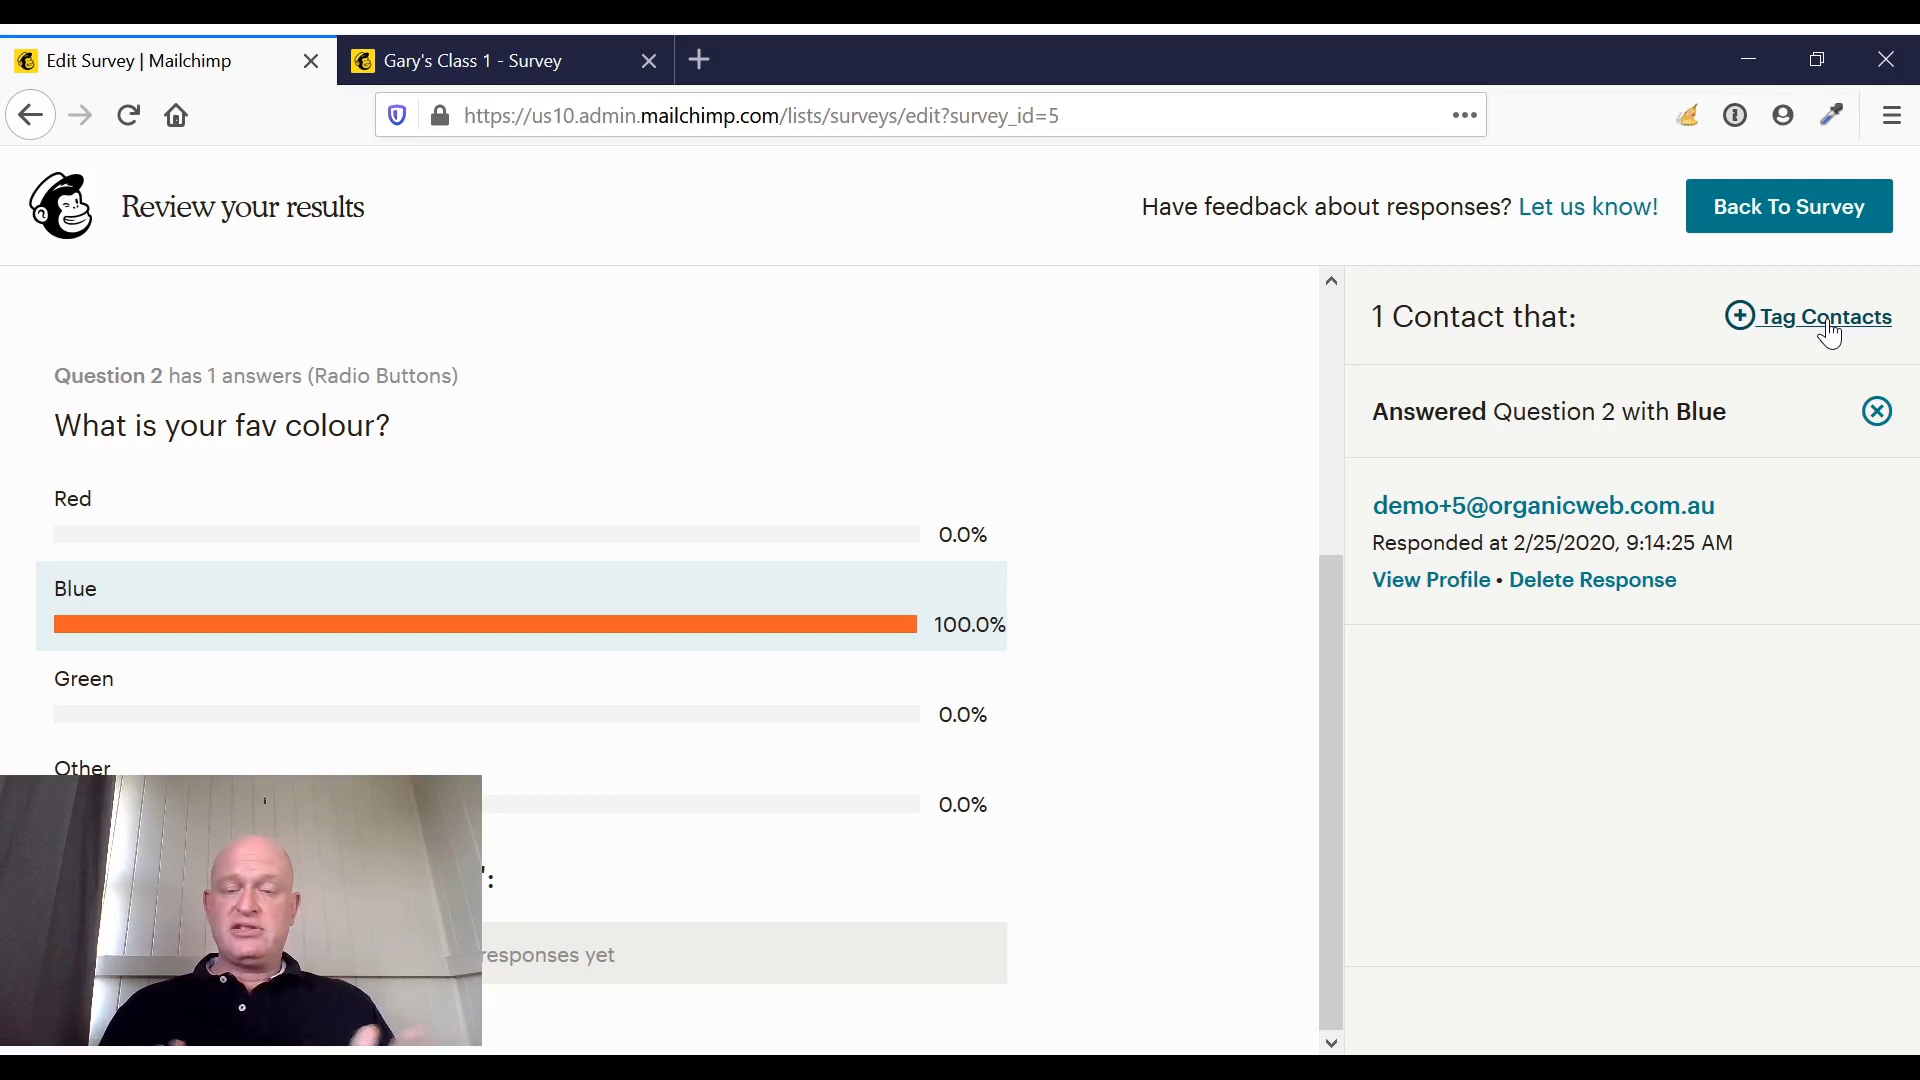 Edit Survey | Mailchimp
Gary's Class 1 - Survey
https://us10.admin.mailchimp.com/lists/surveys/edit?survey_id=5
Review your results
Have feedback about responses? Let us know!
Back To Survey
1 Contact that:
Tag Contacts
Question 2 has 1 answers (Radio Buttons)
What is your fav colour?
Answered Question 2 with Blue
Red
0.0%
Blue
100.0%
Green
0.0%
Other
0.0%
':
responses yet
demo+5@organicweb.com.au
Responded at 2/25/2020, 9:14:25 AM
View Profile • Delete Response